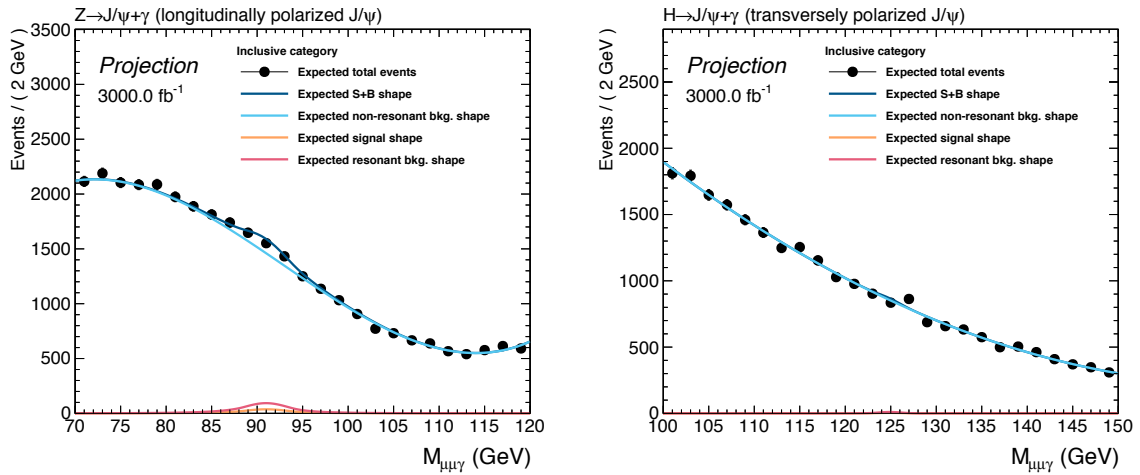 Z→J/ψ+γ (longitudinally polarized J/ψ)
Events / ( 2 GeV )
3500
3000
2500
2000
1500
1000
500
0
Projection
3000.0 fb⁻¹
Inclusive category
Expected total events
Expected S+B shape
Expected non-resonant bkg. shape
Expected signal shape
Expected resonant bkg. shape
70 75 80 85 90 95 100 105 110 115 120
M_μμγ (GeV)
H→J/ψ+γ (transversely polarized J/ψ)
Events / ( 2 GeV )
2500
2000
1500
1000
500
0
Projection
3000.0 fb⁻¹
Inclusive category
Expected total events
Expected S+B shape
Expected non-resonant bkg. shape
Expected signal shape
Expected resonant bkg. shape
100 105 110 115 120 125 130 135 140 145 150
M_μμγ (GeV)